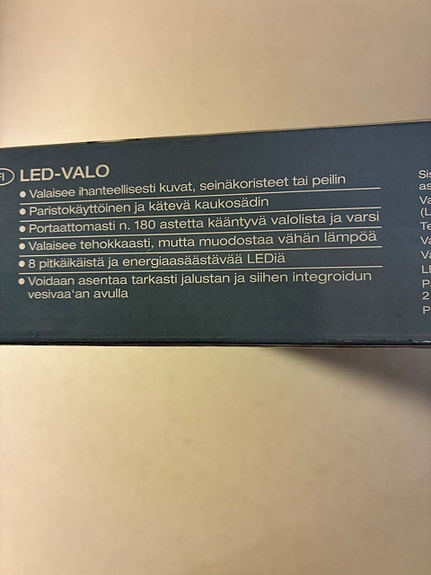 FI LED-VALO
• Valaisee ihanteellisesti kuvat, seinäkoristeet tai peilin
• Paristokäyttöinen ja kätevä kaukosädin
• Portaattomasti n. 180 astetta kääntyvä valolista ja varsi
• Valaisee tehokkaasti, mutta muodostaa vähän lämpöä
• 8 pitkäikäistä ja energiaasäästävää LEDiä
• Voidaan asentaa tarkasti jalustan ja siihen integroidun
vesivaa'an avulla